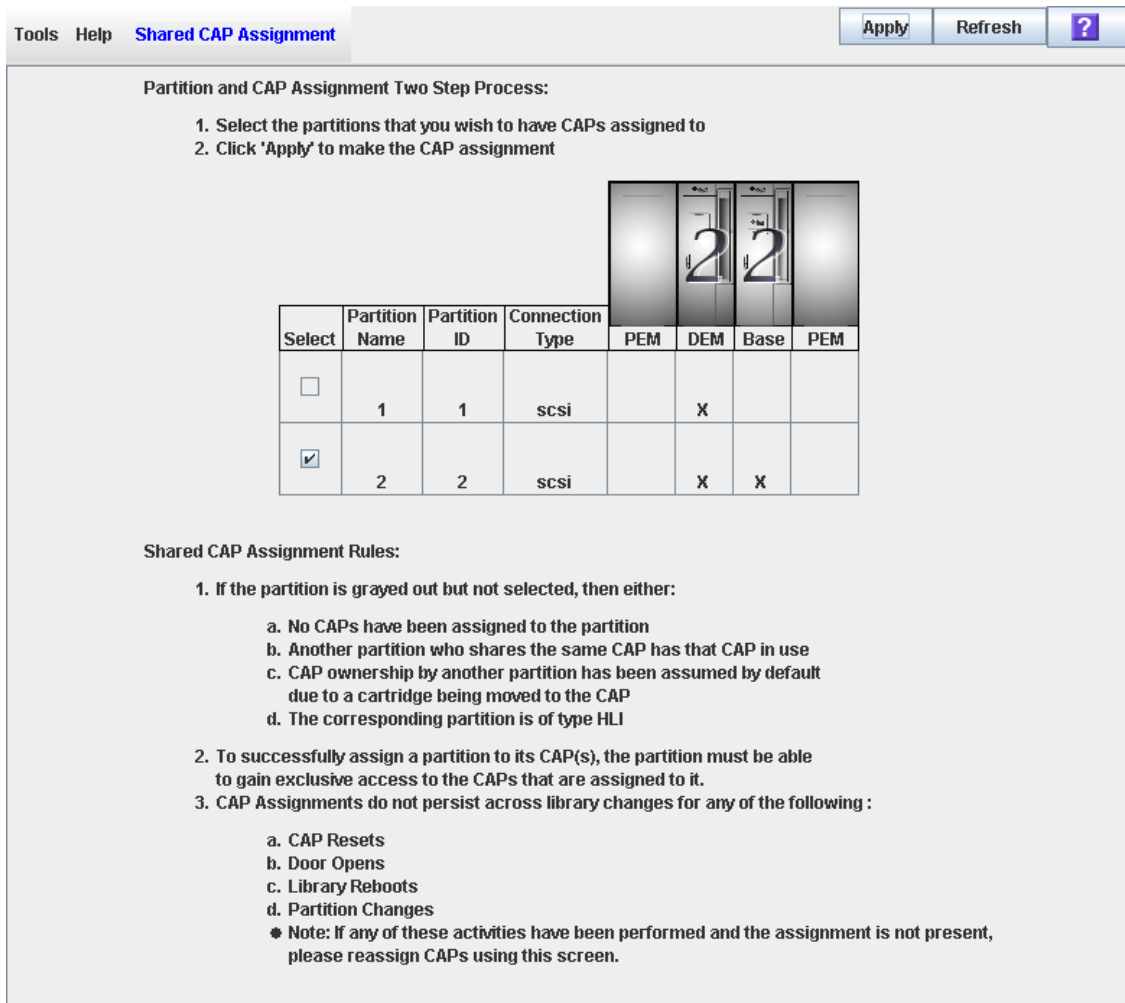 Tools Help Shared CAP Assignment Apply Refresh ?
Partition and CAP Assignment Two Step Process:
1. Select the partitions that you wish to have CAPs assigned to
2. Click 'Apply' to make the CAP assignment
2 2
Select Partition Name Partition ID Connection Type PEM DEM Base PEM
1 1 scsi X
2 2 scsi X X
Shared CAP Assignment Rules:
1. If the partition is grayed out but not selected, then either:
a. No CAPs have been assigned to the partition
b. Another partition who shares the same CAP has that CAP in use
c. CAP ownership by another partition has been assumed by default
due to a cartridge being moved to the CAP
d. The corresponding partition is of type HLI
2. To successfully assign a partition to its CAP(s), the partition must be able
to gain exclusive access to the CAPs that are assigned to it.
3. CAP Assignments do not persist across library changes for any of the following :
a. CAP Resets
b. Door Opens
c. Library Reboots
d. Partition Changes
● Note: If any of these activities have been performed and the assignment is not present,
please reassign CAPs using this screen.